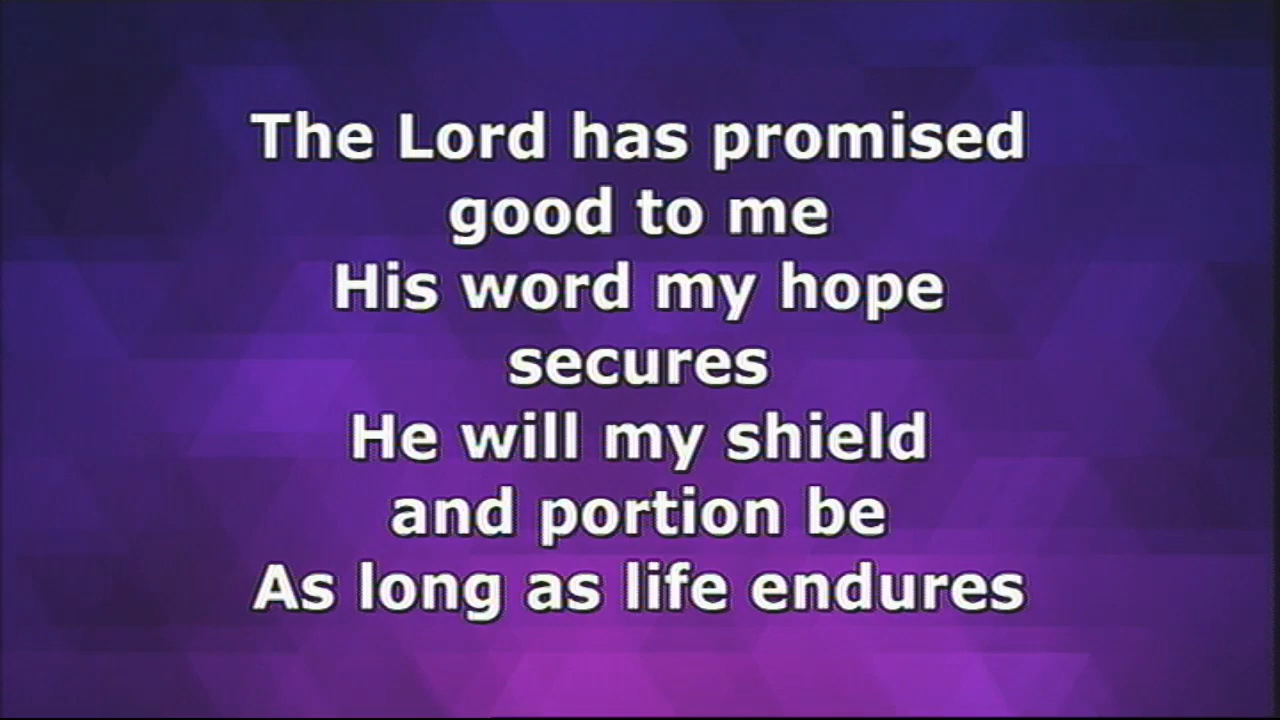 The Lord has promised
good to me
His word my hope
secures
He will my shield
and portion be
As long as life endures